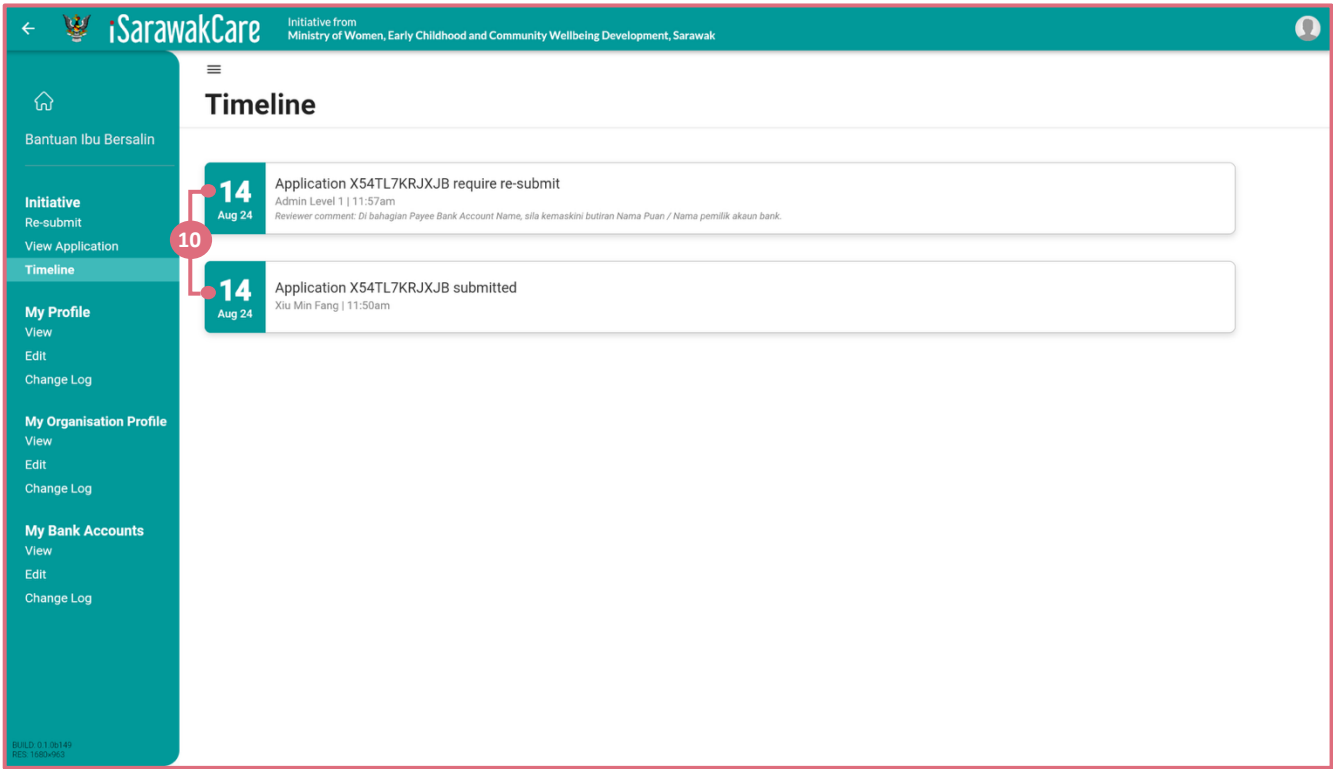 iSarawakCare
Initiative from
Ministry of Women, Early Childhood and Community Wellbeing Development, Sarawak
Bantuan Ibu Bersalin
Initiative
Re-submit
View Application
Timeline
My Profile
View
Edit
Change Log
My Organisation Profile
View
Edit
Change Log
My Bank Accounts
View
Edit
Change Log
BUILD: 0.1.0b149
RES: 1680x963
Timeline
10
14
Aug 24
Application X54TL7KRJXJB require re-submit
Admin Level 1 | 11:57am
Reviewer comment: Di bahagian Payee Bank Account Name, sila kemaskini butiran Nama Puan / Nama pemilik akaun bank.
14
Aug 24
Application X54TL7KRJXJB submitted
Xiu Min Fang | 11:50am